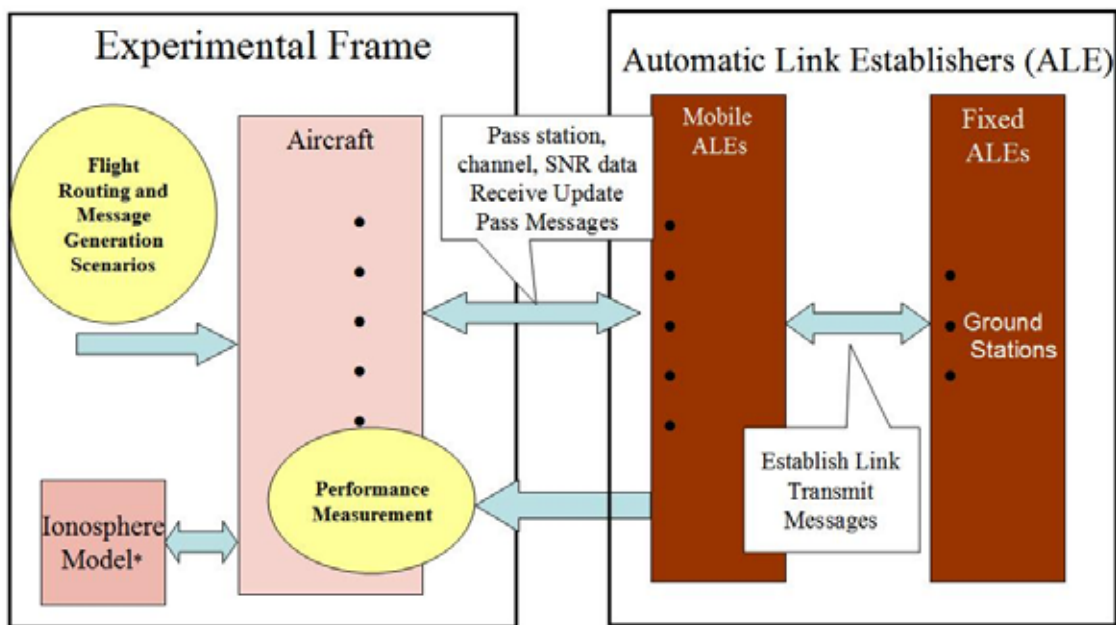 Experimental Frame
Flight
Routing and
Message
Generation
Scenarios
Aircraft
Ionosphere
Model*
Performance
Measurement
Pass station,
channel, SNR data
Receive Update
Pass Messages
Automatic Link Establishers (ALE)
Mobile
ALEs
Fixed
ALEs
Ground
Stations
Establish Link
Transmit
Messages